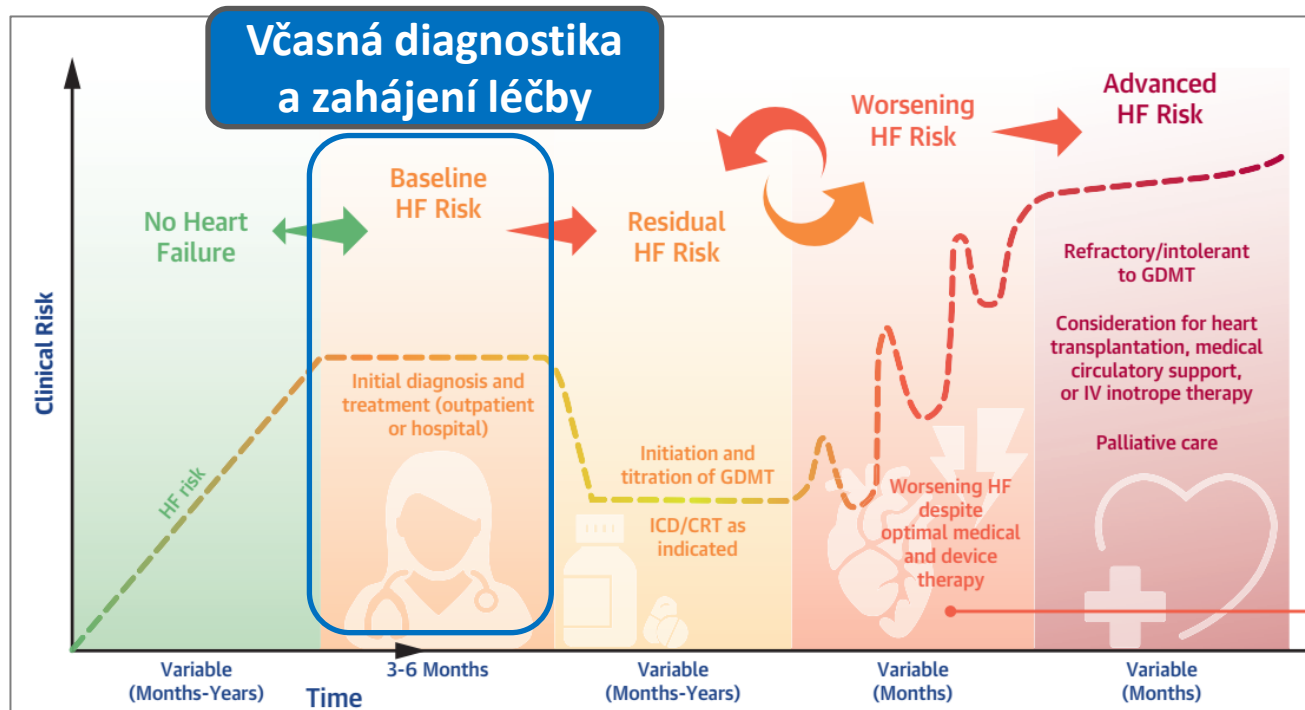 Včasná diagnostika
a zahájení léčby
Clinical Risk
No Heart
Failure
Baseline
HF Risk
Residual
HF Risk
Worsening
HF Risk
Advanced
HF Risk
HF risk
Initial diagnosis and
treatment (outpatient
or hospital)
Initiation and
titration of GDMT
ICD/CRT as
indicated
Worsening HF
despite
optimal medical
and device
therapy
Refractory/intolerant
to GDMT
Consideration for heart
transplantation, medical
circulatory support,
or IV inotrope therapy
Palliative care
Variable
(Months-Years)
3-6 Months
Variable
(Months-Years)
Variable
(Months)
Variable
(Months)
Time